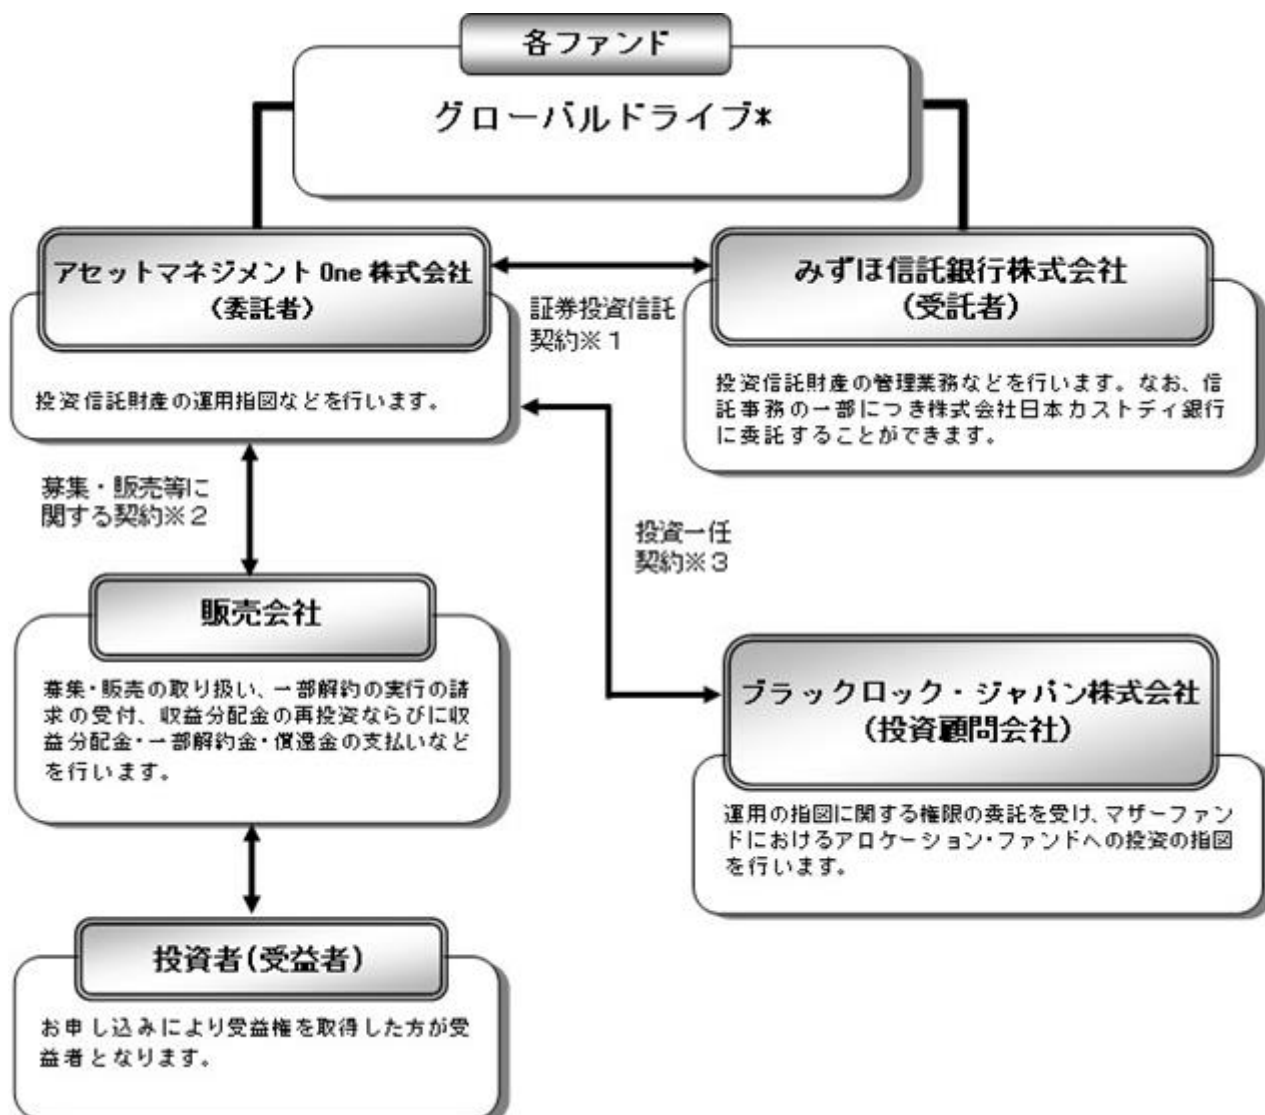 各ファンド
グローバルドライブ*
アセットマネジメント One 株式会社
(委託者)
投資信託財産の運用指図などを行います。
証券投資信託
契約※1
みずほ信託銀行株式会社
(受託者)
投資信託財産の管理業務などを行います。なお、信
託事務の一部につき株式会社日本カストディ銀行
に委託することができます。
募集・販売等に
関する契約※2
投資一任
契約※3
販売会社
募集・販売の取り扱い、一部解約の実行の請
求の受付、収益分配金の再投資ならびに収
益分配金・一部解約金・償還金の支払いなど
を行います。
ブラックロック・ジャパン株式会社
(投資顧問会社)
運用の指図に関する権限の委託を受け、マザーファン
ドにおけるアロケーション・ファンドへの投資の指図
を行います。
投資者(受益者)
お申し込みにより受益権を取得した方が受
益者となります。